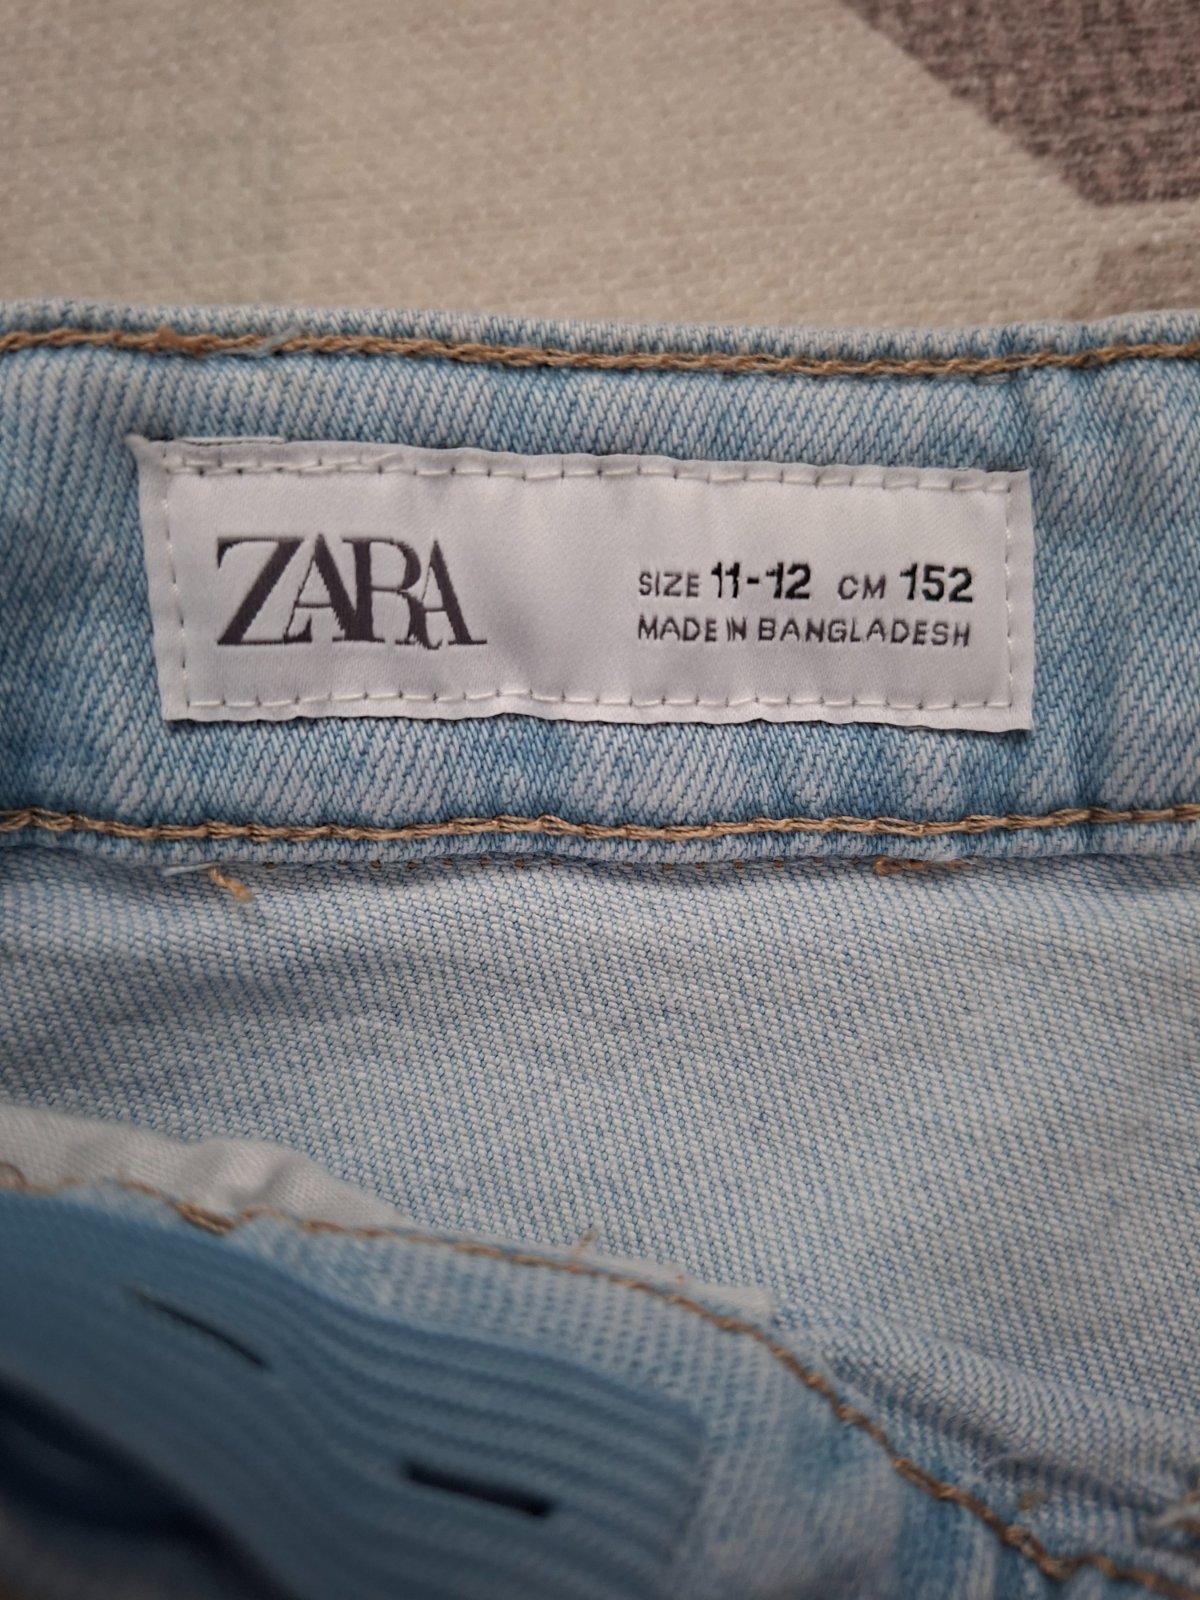 ZARA
SIZE 11-12 CM 152
MADE IN BANGLADESH